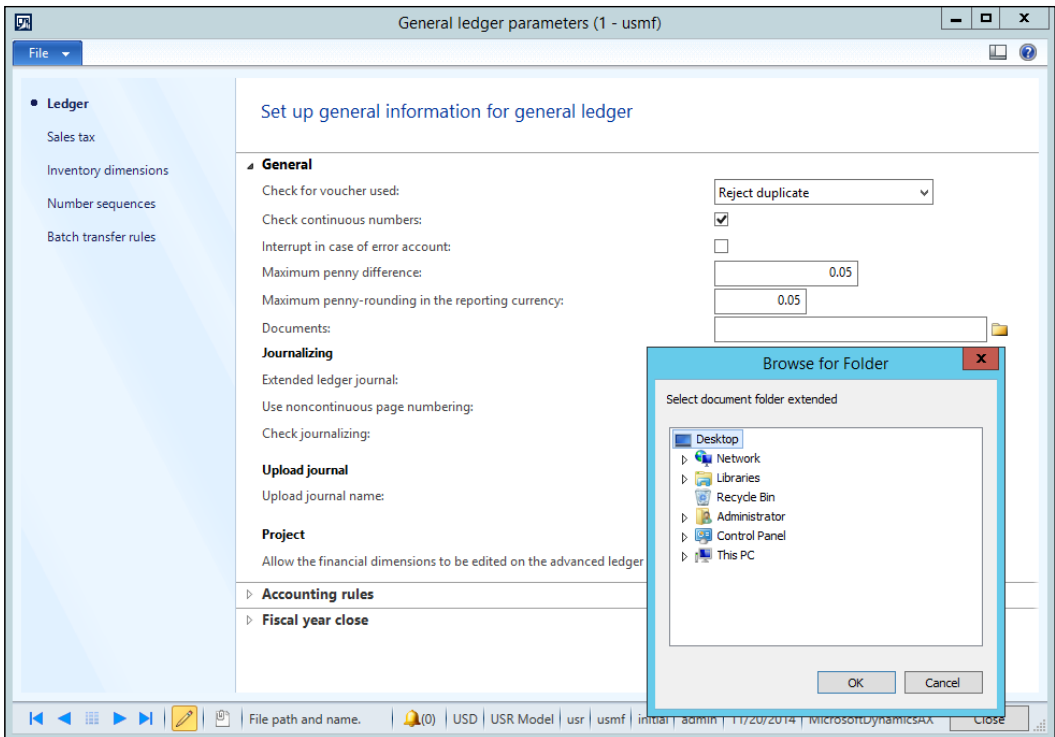 General ledger parameters (1 - usmf)
File
Ledger
Sales tax
Inventory dimensions
Number sequences
Batch transfer rules
Set up general information for general ledger
General
Check for voucher used: Reject duplicate
Check continuous numbers:
Interrupt in case of error account:
Maximum penny difference: 0.05
Maximum penny-rounding in the reporting currency: 0.05
Documents:
Journalizing
Extended ledger journal:
Use noncontinuous page numbering:
Check journalizing:
Upload journal
Upload journal name:
Project
Allow the financial dimensions to be edited on the advanced ledger
Accounting rules
Fiscal year close
Browse for Folder
Select document folder extended
Desktop
Network
Libraries
Recycle Bin
Administrator
Control Panel
This PC
OK Cancel
File path and name. (0) USD USR Model usr usmf initial admin 11/20/2014 MicrosoftDynamicsAX Close